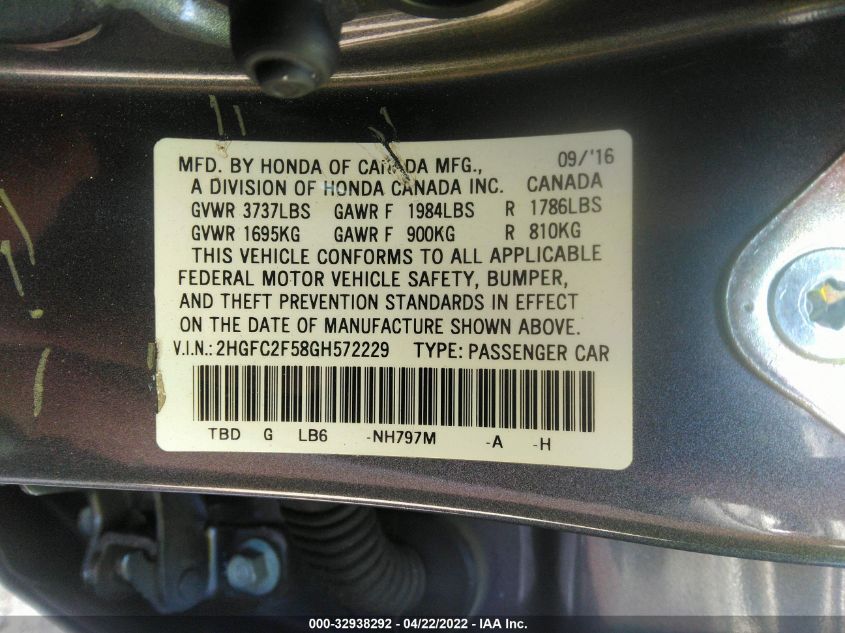 09/'16
MFD. BY HONDA OF CANADA MFG.,
A DIVISION OF HONDA CANADA INC. CANADA
GVWR 3737LBS GAWR F 1984LBS R 1786LBS
GVWR 1695KG GAWR F 900KG R 810KG
THIS VEHICLE CONFORMS TO ALL APPLICABLE
FEDERAL MOTOR VEHICLE SAFETY, BUMPER,
AND THEFT PREVENTION STANDARDS IN EFFECT
ON THE DATE OF MANUFACTURE SHOWN ABOVE.
V.I.N.: 2HGFC2F58GH572229 TYPE: PASSENGER CAR
TBD G LB6 -NH797M -A -H
000-32938292 - 04/22/2022 - IAA Inc.